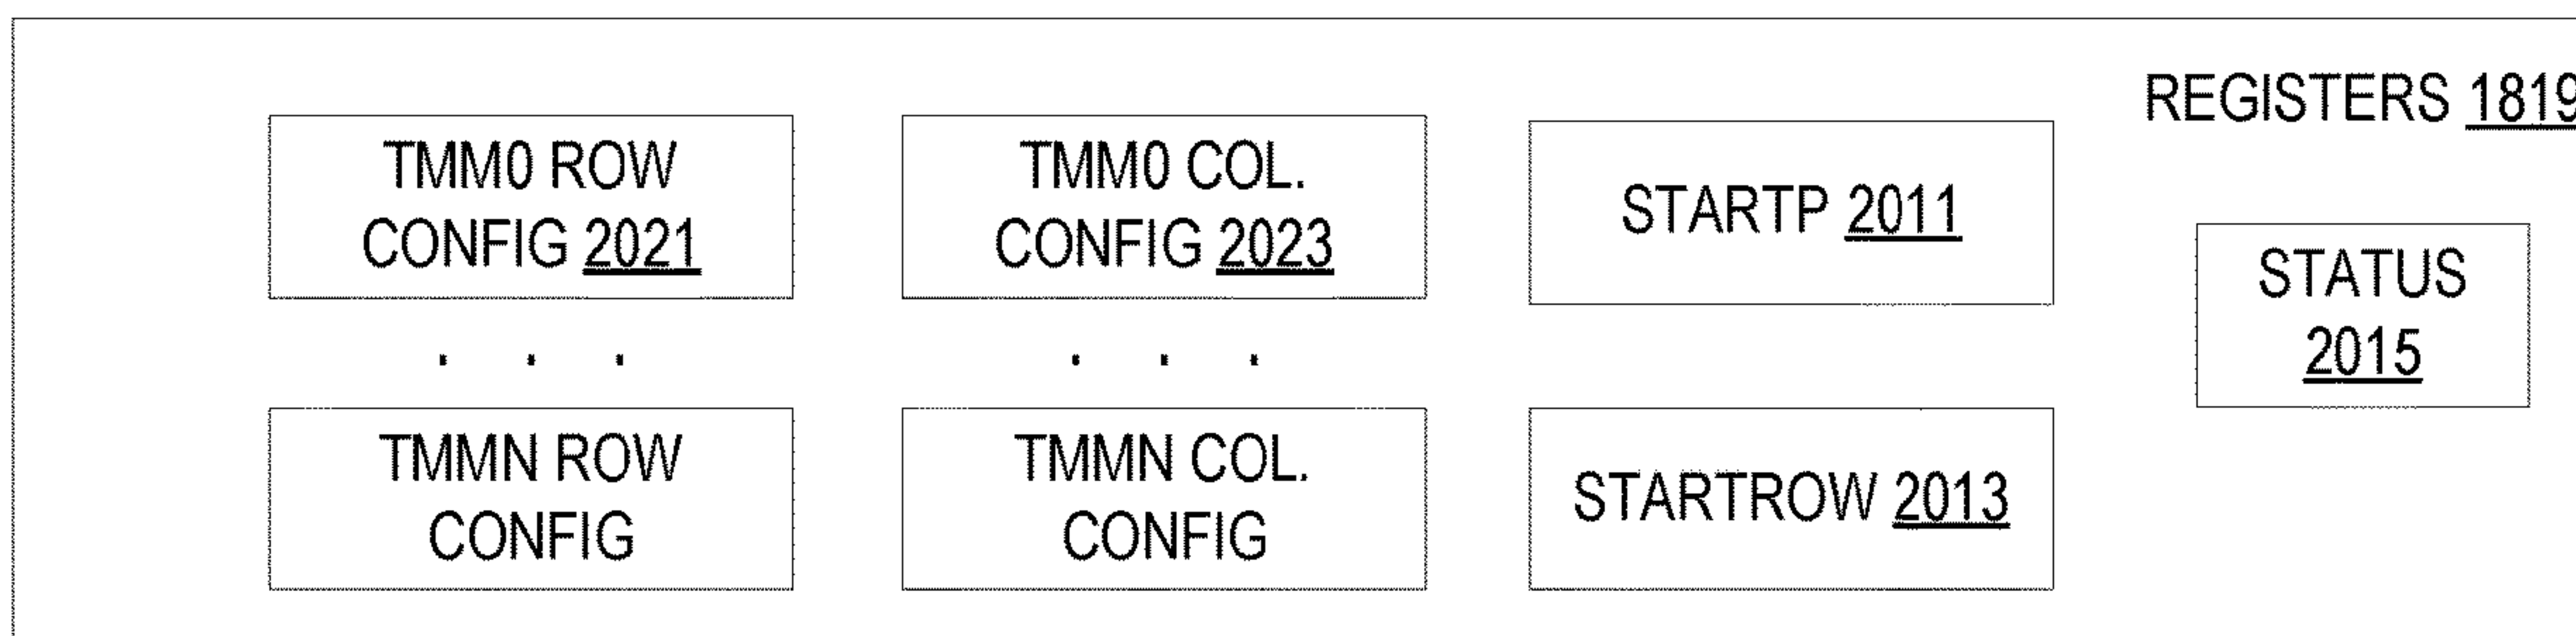 REGISTERS 1819
TMM0 ROW
CONFIG 2021
TMM0 COL.
CONFIG 2023
STARTP 2011
STATUS
2015
. . .
. . .
TMMN ROW
CONFIG
TMMN COL.
CONFIG
STARTROW 2013